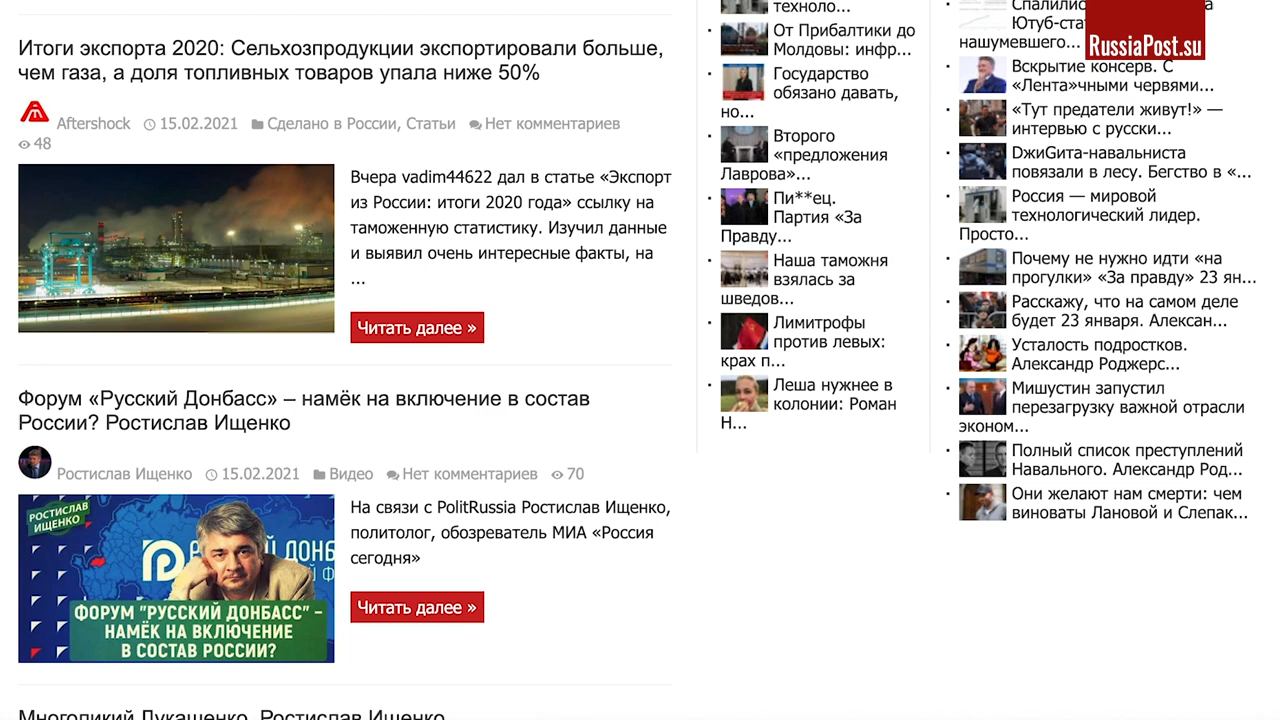 Итоги экспорта 2020: Сельхозпродукции экспортировали больше,
чем газа, а доля топливных товаров упала ниже 50%
Aftershock 15.02.2021 Сделано в России, Статьи Нет комментариев
48
Вчера vadim44622 дал в статье «Экспорт
из России: итоги 2020 года» ссылку на
таможенную статистику. Изучил данные
и выявил очень интересные факты, на
...
Читать далее »
Форум «Русский Донбасс» – намёк на включение в состав
России? Ростислав Ищенко
Ростислав Ищенко 15.02.2021 Видео Нет комментариев 70
РОСТИСЛАВ
ИЩЕНКО
ФОРУМ "РУССКИЙ ДОНБАСС" –
НАМЁК НА ВКЛЮЧЕНИЕ
В СОСТАВ РОССИИ?
На связи с PolitRussia Ростислав Ищенко,
политолог, обозреватель МИА «Россия
сегодня»
Читать далее »
Многоликий Лукашенко. Ростислав Ищенко
техноло...
От Прибалтики до
Молдовы: инфр...
Государство
обязано давать,
но...
Второго
«предложения
Лаврова»...
Пи**ец.
Партия «За
Правду...
Наша таможня
взялась за
шведов...
Лимитрофы
против левых:
крах п...
Леша нужнее в
колонии: Роман
Н...
нашумевшего...
RussiaPost.su
Вскрытие консерв. С
«Лента»чными червями...
«Тут предатели живут!» —
интервью с русски...
DжиGита-навальниста
повязали в лесу. Бегство в «...
Россия — мировой
технологический лидер.
Просто...
Почему не нужно идти «на
прогулки» «За правду» 23 ян...
Расскажу, что на самом деле
будет 23 января. Алексан...
Усталость подростков.
Александр Роджерс...
Мишустин запустил
перезагрузку важной отрасли
эконом...
Полный список преступлений
Навального. Александр Род...
Они желают нам смерти: чем
виноваты Лановой и Слепак...